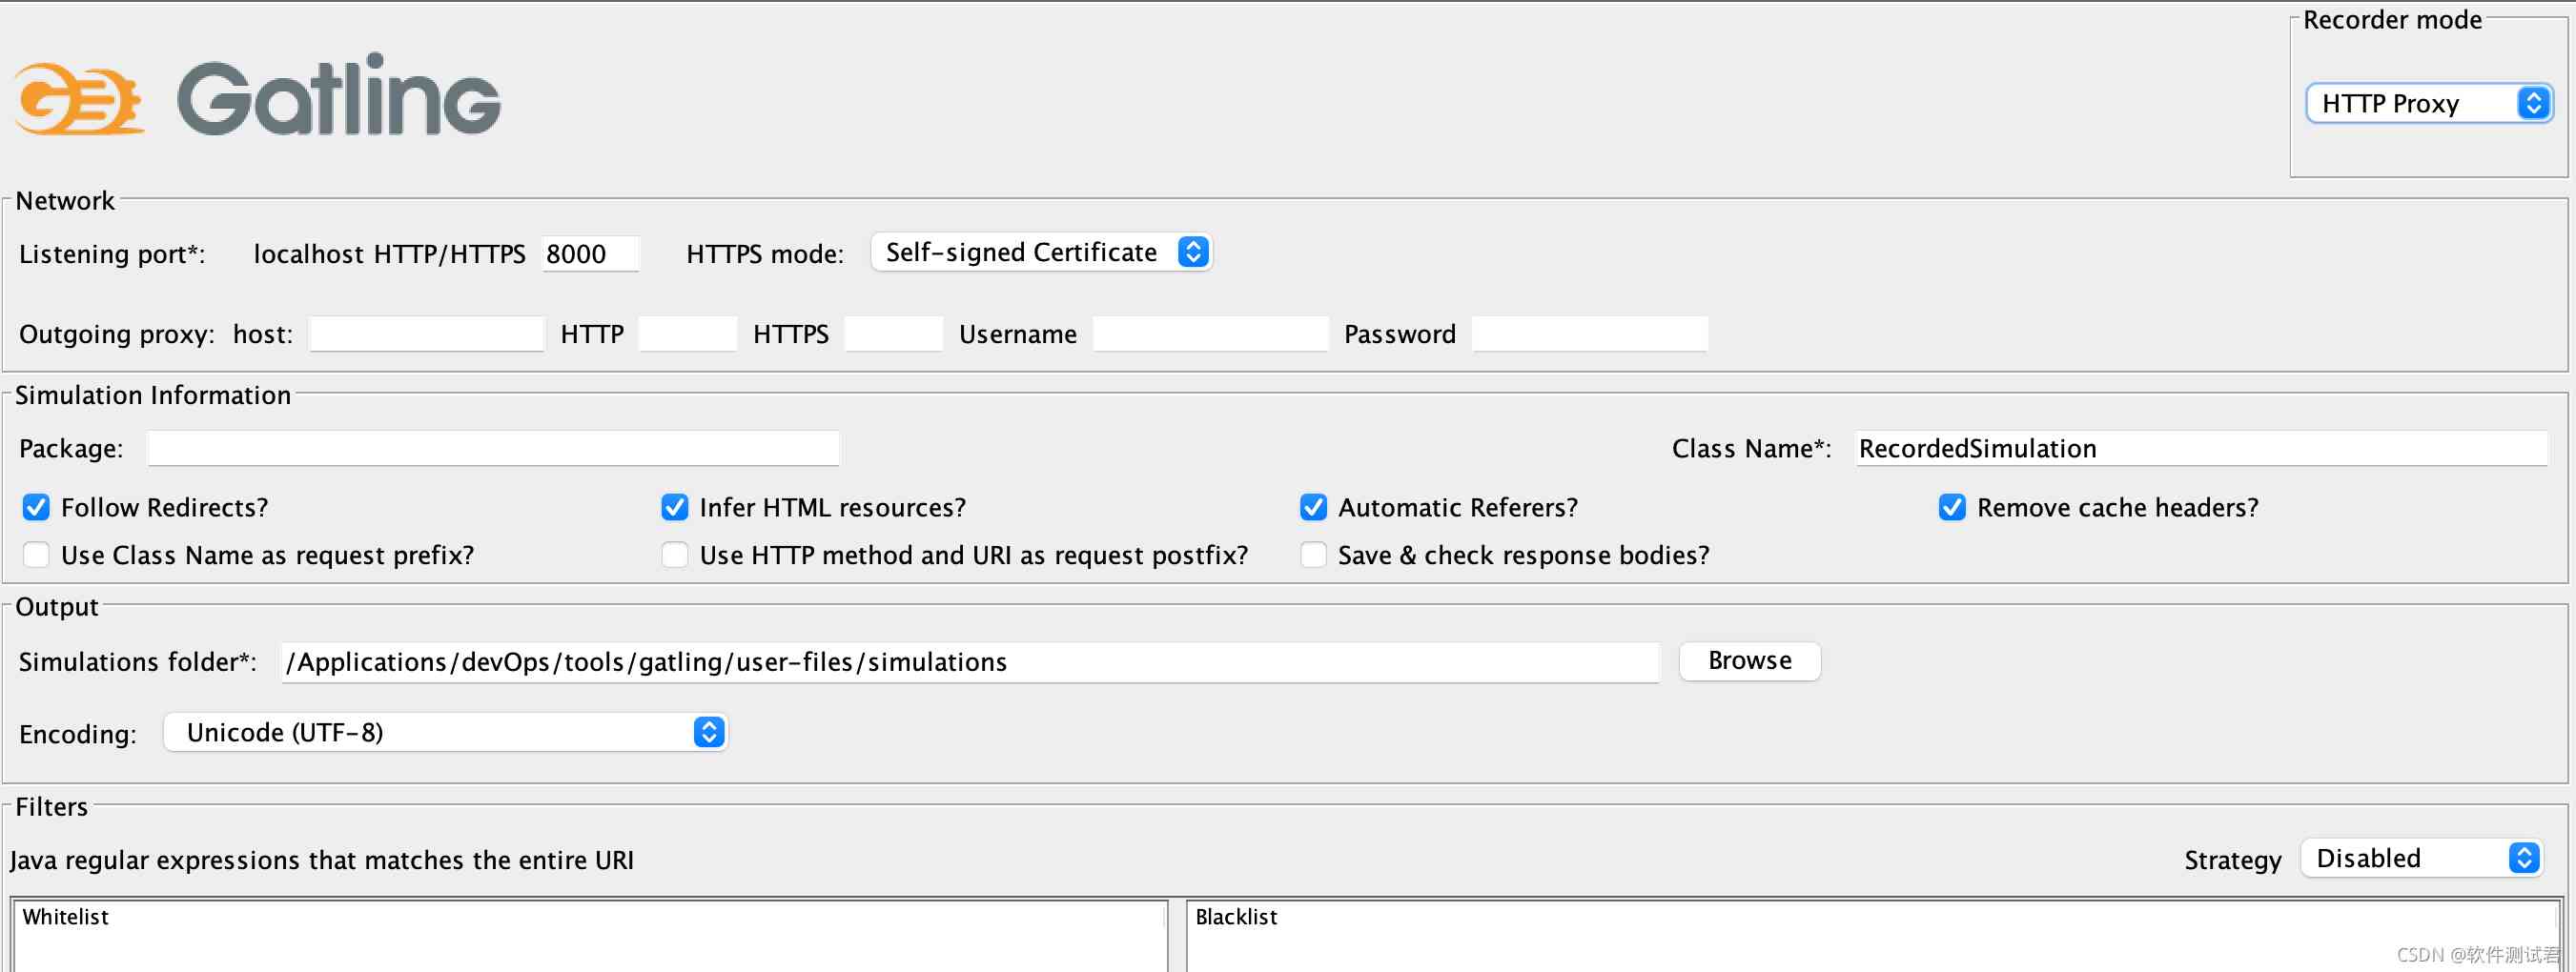 Recorder mode
Gatling
HTTP Proxy
Network
Listening port*: localhost HTTP/HTTPS 8000 HTTPS mode: Self-signed Certificate
Outgoing proxy: host: HTTP HTTPS Username Password
Simulation Information
Package: Class Name*: RecordedSimulation
Follow Redirects? Infer HTML resources? Automatic Referers? Remove cache headers?
Use Class Name as request prefix? Use HTTP method and URI as request postfix? Save & check response bodies?
Output
Simulations folder*: /Applications/devOps/tools/gatling/user-files/simulations Browse
Encoding: Unicode (UTF-8)
Filters
Java regular expressions that matches the entire URI Strategy Disabled
Whitelist Blacklist
CSDN @软件测试君